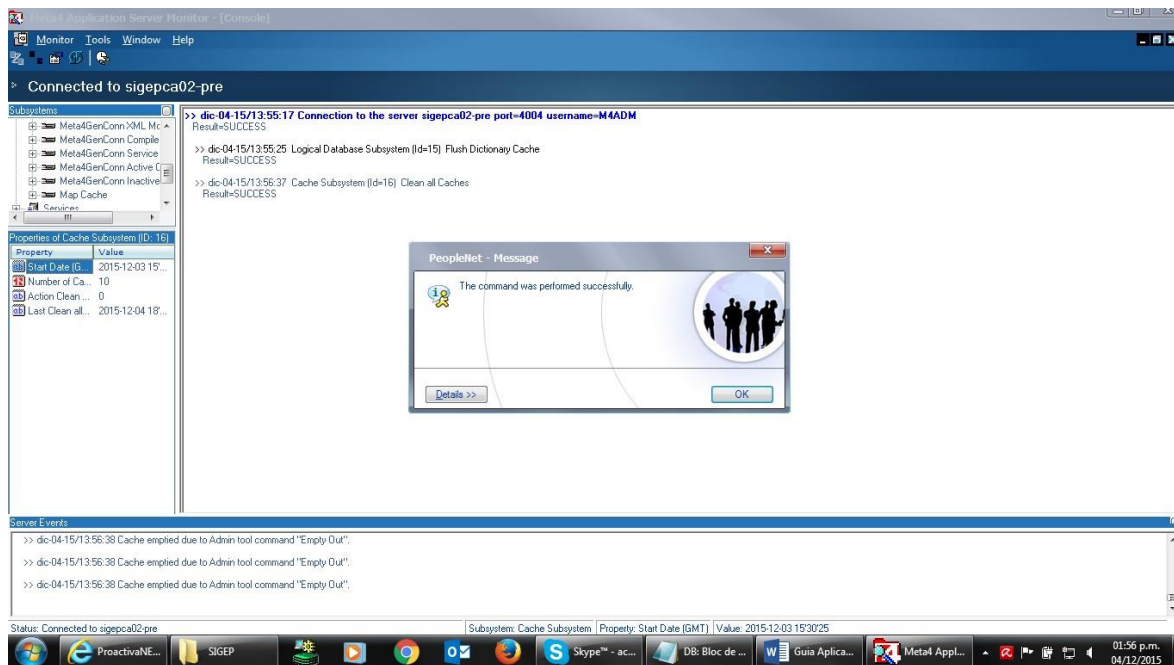 Meta4 Application Server Monitor - [Console]
Monitor Tools Window Help
Connected to sigepca02-pre
Subsystems
Meta4GenConn XML Mc
Meta4GenConn Compile
Meta4GenConn Service
Meta4GenConn Active C
Meta4GenConn Inactive
Map Cache
Services
Properties of Cache Subsystem (ID: 16)
Property Value
Start Date (G... 2015-12-03 15'...
Number of Ca... 10
Action Clean ... 0
Last Clean all... 2015-12-04 18'...
>> dic-04-15/13:55:17 Connection to the server sigepca02-pre port=4004 username=M4ADM
Result=SUCCESS
>> dic-04-15/13:55:25 Logical Database Subsystem (Id=15) Flush Dictionary Cache
Result=SUCCESS
>> dic-04-15/13:56:37 Cache Subsystem (Id=16) Clean all Caches
Result=SUCCESS
PeopleNet - Message
The command was performed successfully.
Details >>
OK
Server Events
>> dic-04-15/13:56:38 Cache emptied due to Admin tool command "Empty Out".
>> dic-04-15/13:56:38 Cache emptied due to Admin tool command "Empty Out".
>> dic-04-15/13:56:38 Cache emptied due to Admin tool command "Empty Out".
Status: Connected to sigepca02-pre
Subsystem: Cache Subsystem
Property: Start Date (GMT)
Value: 2015-12-03 15'30'25
ProactivaNE...
SIGEP
Skype™ - ac...
DB: Bloc de ...
Guia Aplica...
Meta4 Appl...
01:56 p.m.
04/12/2015